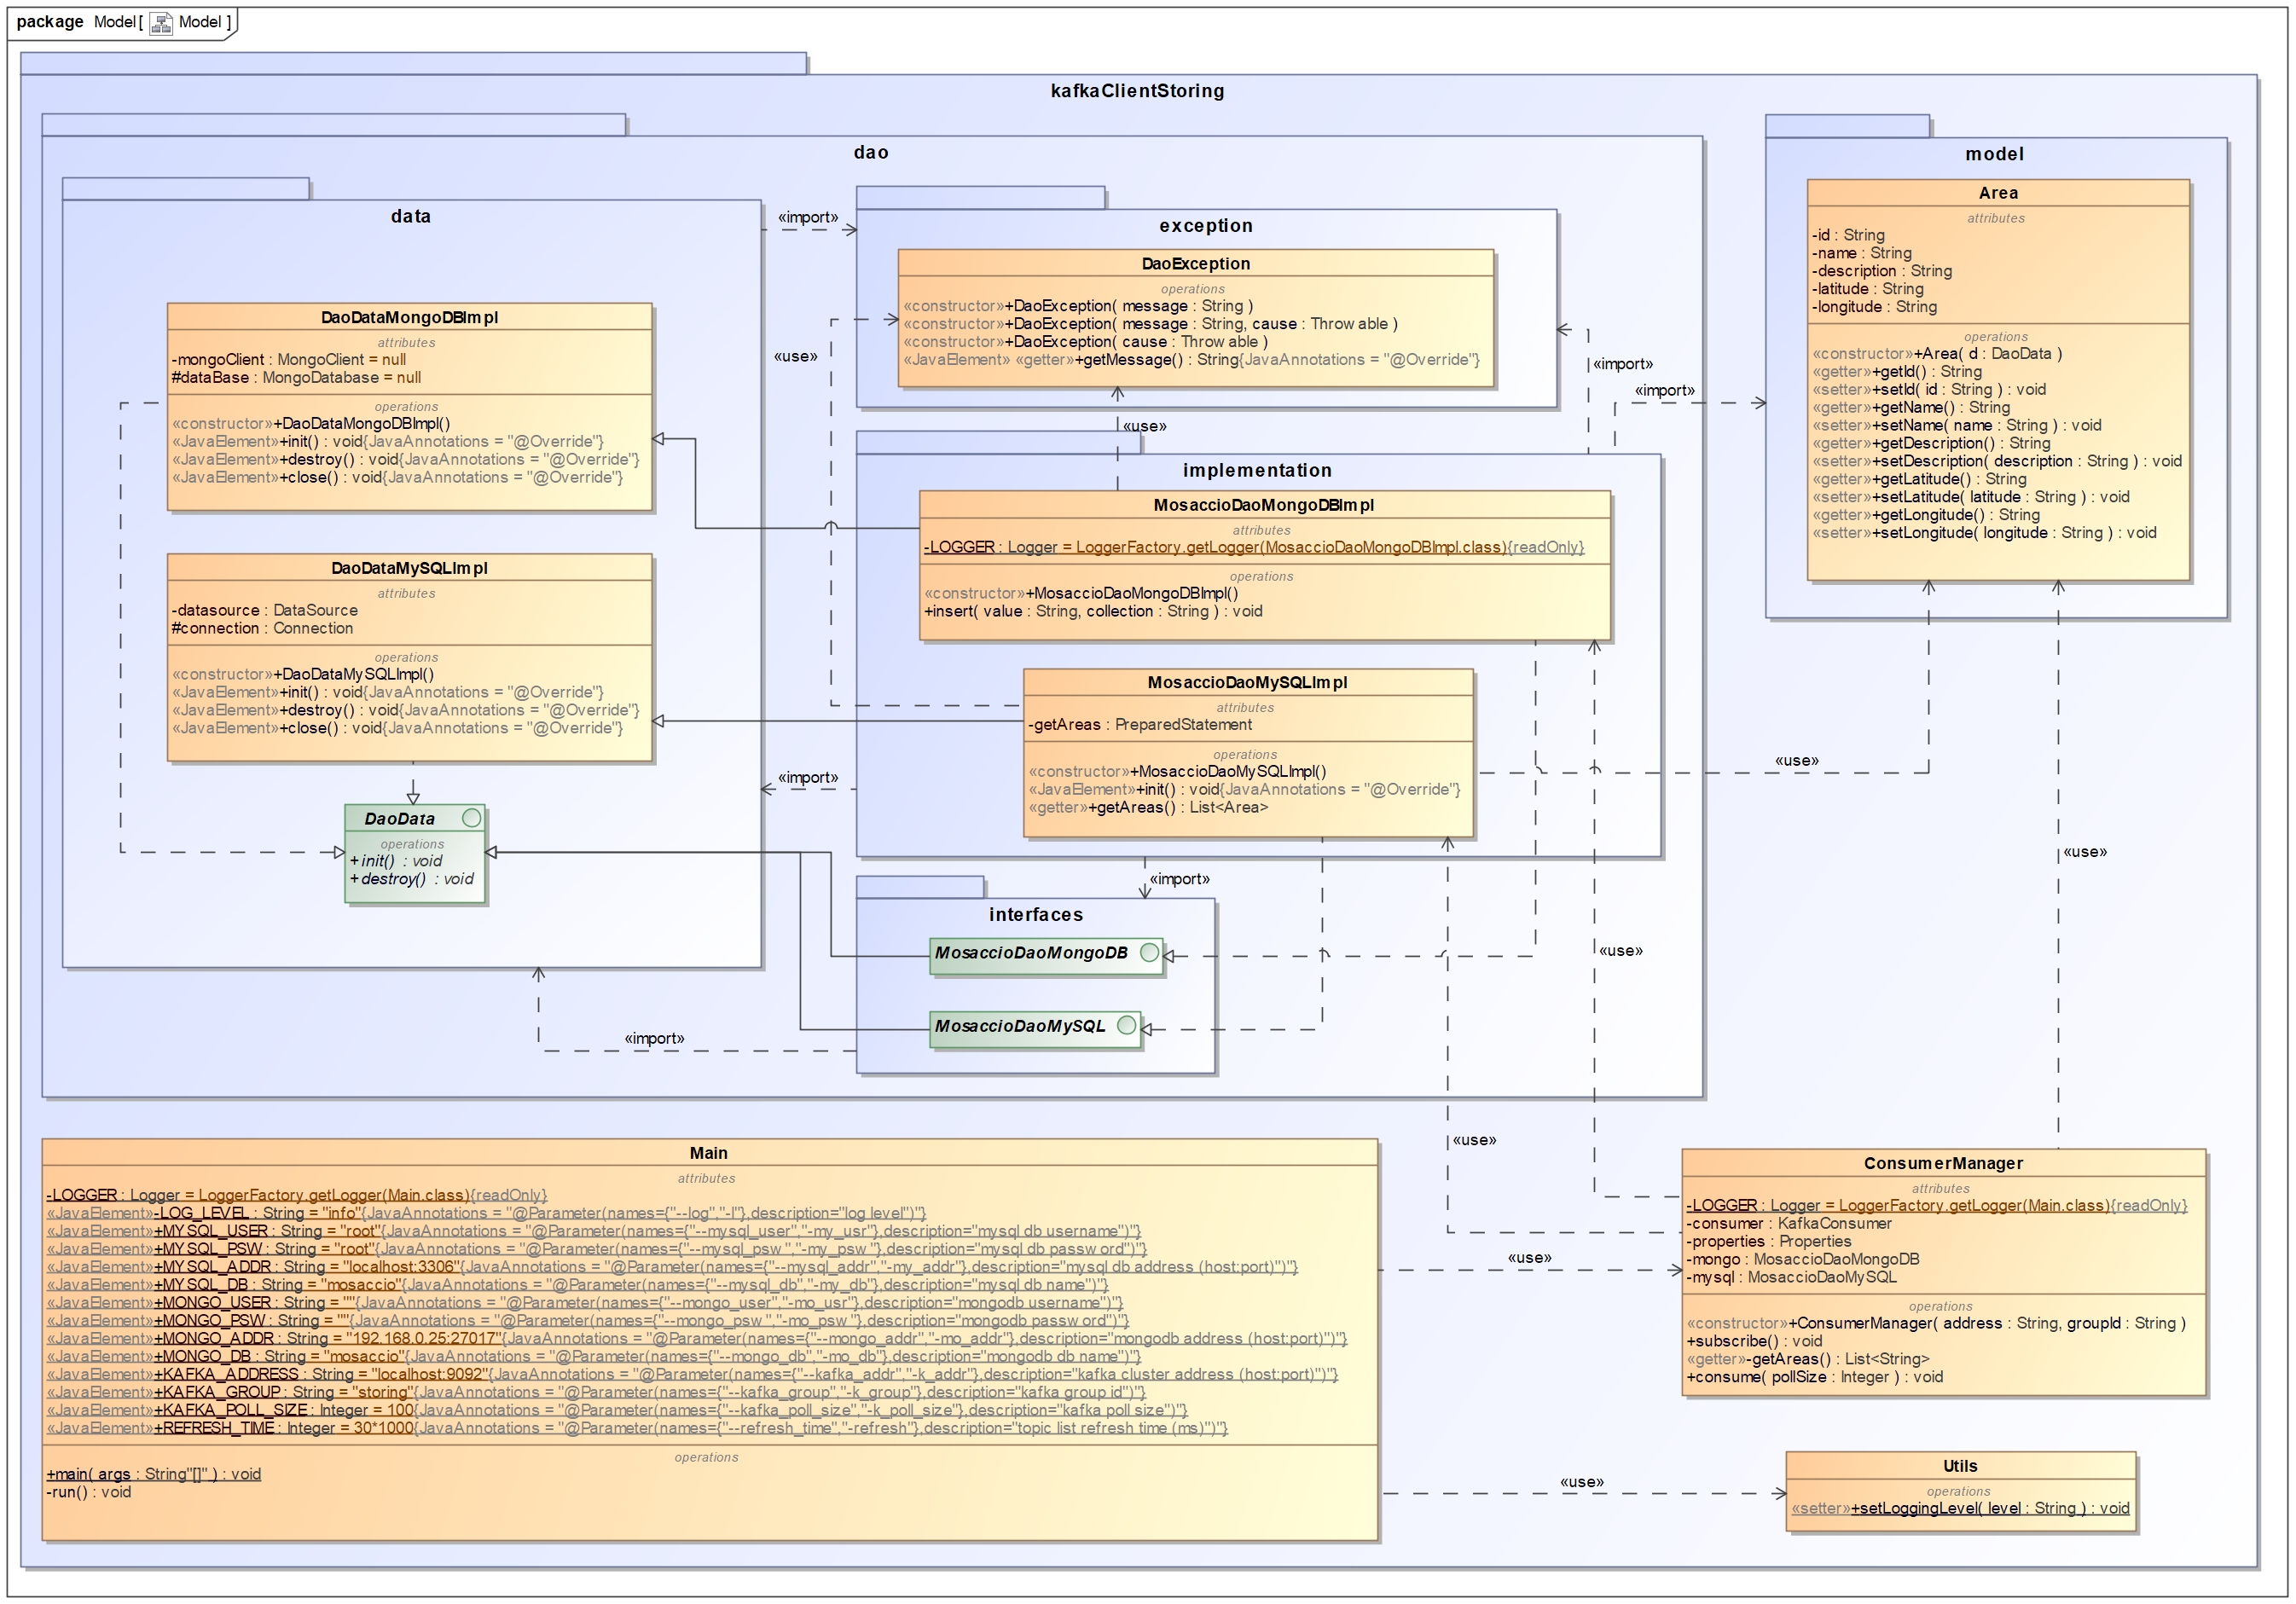 package Model[ Model ]
kafkaClientStoring
dao
data
«import»
DaoDataMongoDBImpl
attributes
-mongoClient : MongoClient = null
#dataBase : MongoDatabase = null
operations
«constructor»+DaoDataMongoDBImpl()
«JavaElement»+init() : void{JavaAnnotations = "@Override"}
«JavaElement»+destroy() : void{JavaAnnotations = "@Override"}
«JavaElement»+close() : void{JavaAnnotations = "@Override"}
DaoDataMySQLImpl
attributes
-datasource : DataSource
#connection : Connection
operations
«constructor»+DaoDataMySQLImpl()
«JavaElement»+init() : void{JavaAnnotations = "@Override"}
«JavaElement»+destroy() : void{JavaAnnotations = "@Override"}
«JavaElement»+close() : void{JavaAnnotations = "@Override"}
DaoData
operations
+init() : void
+destroy() : void
exception
DaoException
operations
«constructor»+DaoException( message : String )
«constructor»+DaoException( message : String, cause : Throw able )
«constructor»+DaoException( cause : Throw able )
«JavaElement» «getter»+getMessage() : String{JavaAnnotations = "@Override"}
«use»
«use»
«import»
«import»
implementation
MosaccioDaoMongoDBImpl
attributes
-LOGGER : Logger = LoggerFactory.getLogger(MosaccioDaoMongoDBImpl.class){readOnly}
operations
«constructor»+MosaccioDaoMongoDBImpl()
+insert( value : String, collection : String ) : void
MosaccioDaoMySQLImpl
attributes
-getAreas : PreparedStatement
operations
«constructor»+MosaccioDaoMySQLImpl()
«JavaElement»+init() : void{JavaAnnotations = "@Override"}
«getter»+getAreas() : List<Area>
«import»
«use»
«import»
interfaces
MosaccioDaoMongoDB
MosaccioDaoMySQL
«import»
model
Area
attributes
-id : String
-name : String
-description : String
-latitude : String
-longitude : String
operations
«constructor»+Area( d : DaoData )
«getter»+getId() : String
«setter»+setId( id : String ) : void
«getter»+getName() : String
«setter»+setName( name : String ) : void
«getter»+getDescription() : String
«setter»+setDescription( description : String ) : void
«getter»+getLatitude() : String
«setter»+setLatitude( latitude : String ) : void
«getter»+getLongitude() : String
«setter»+setLongitude( longitude : String ) : void
«use»
«use»
«use»
Main
attributes
-LOGGER : Logger = LoggerFactory.getLogger(Main.class){readOnly}
«JavaElement»-LOG_LEVEL : String = "info"{JavaAnnotations = "@Parameter(names={"--log","-l"},description="log level")"}
«JavaElement»+MYSQL_USER : String = "root"{JavaAnnotations = "@Parameter(names={"--mysql_user","-my_usr"},description="mysql db username")"}
«JavaElement»+MYSQL_PSW : String = "root"{JavaAnnotations = "@Parameter(names={"--mysql_psw ","-my_psw "},description="mysql db passw ord")"}
«JavaElement»+MYSQL_ADDR : String = "localhost:3306"{JavaAnnotations = "@Parameter(names={"--mysql_addr","-my_addr"},description="mysql db address (host:port)")"}
«JavaElement»+MYSQL_DB : String = "mosaccio"{JavaAnnotations = "@Parameter(names={"--mysql_db","-my_db"},description="mysql db name")"}
«JavaElement»+MONGO_USER : String = ""{JavaAnnotations = "@Parameter(names={"--mongo_user","-mo_usr"},description="mongodb username")"}
«JavaElement»+MONGO_PSW : String = ""{JavaAnnotations = "@Parameter(names={"--mongo_psw ","-mo_psw "},description="mongodb passw ord")"}
«JavaElement»+MONGO_ADDR : String = "192.168.0.25:27017"{JavaAnnotations = "@Parameter(names={"--mongo_addr","-mo_addr"},description="mongodb address (host:port)")"}
«JavaElement»+MONGO_DB : String = "mosaccio"{JavaAnnotations = "@Parameter(names={"--mongo_db","-mo_db"},description="mongodb db name")"}
«JavaElement»+KAFKA_ADDRESS : String = "localhost:9092"{JavaAnnotations = "@Parameter(names={"--kafka_addr","-k_addr"},description="kafka cluster address (host:port)")"}
«JavaElement»+KAFKA_GROUP : String = "storing"{JavaAnnotations = "@Parameter(names={"--kafka_group","-k_group"},description="kafka group id")"}
«JavaElement»+KAFKA_POLL_SIZE : Integer = 100{JavaAnnotations = "@Parameter(names={"--kafka_poll_size","-k_poll_size"},description="kafka poll size")"}
«JavaElement»+REFRESH_TIME : Integer = 30*1000{JavaAnnotations = "@Parameter(names={"--refresh_time","-refresh"},description="topic list refresh time (ms)")"}
operations
+main( args : String"[]" ) : void
-run() : void
«use»
«use»
ConsumerManager
attributes
-LOGGER : Logger = LoggerFactory.getLogger(Main.class){readOnly}
-consumer : KafkaConsumer
-properties : Properties
-mongo : MosaccioDaoMongoDB
-mysql : MosaccioDaoMySQL
operations
«constructor»+ConsumerManager( address : String, groupId : String )
+subscribe() : void
«getter»-getAreas() : List<String>
+consume( pollSize : Integer ) : void
«use»
Utils
operations
«setter»+setLoggingLevel( level : String ) : void